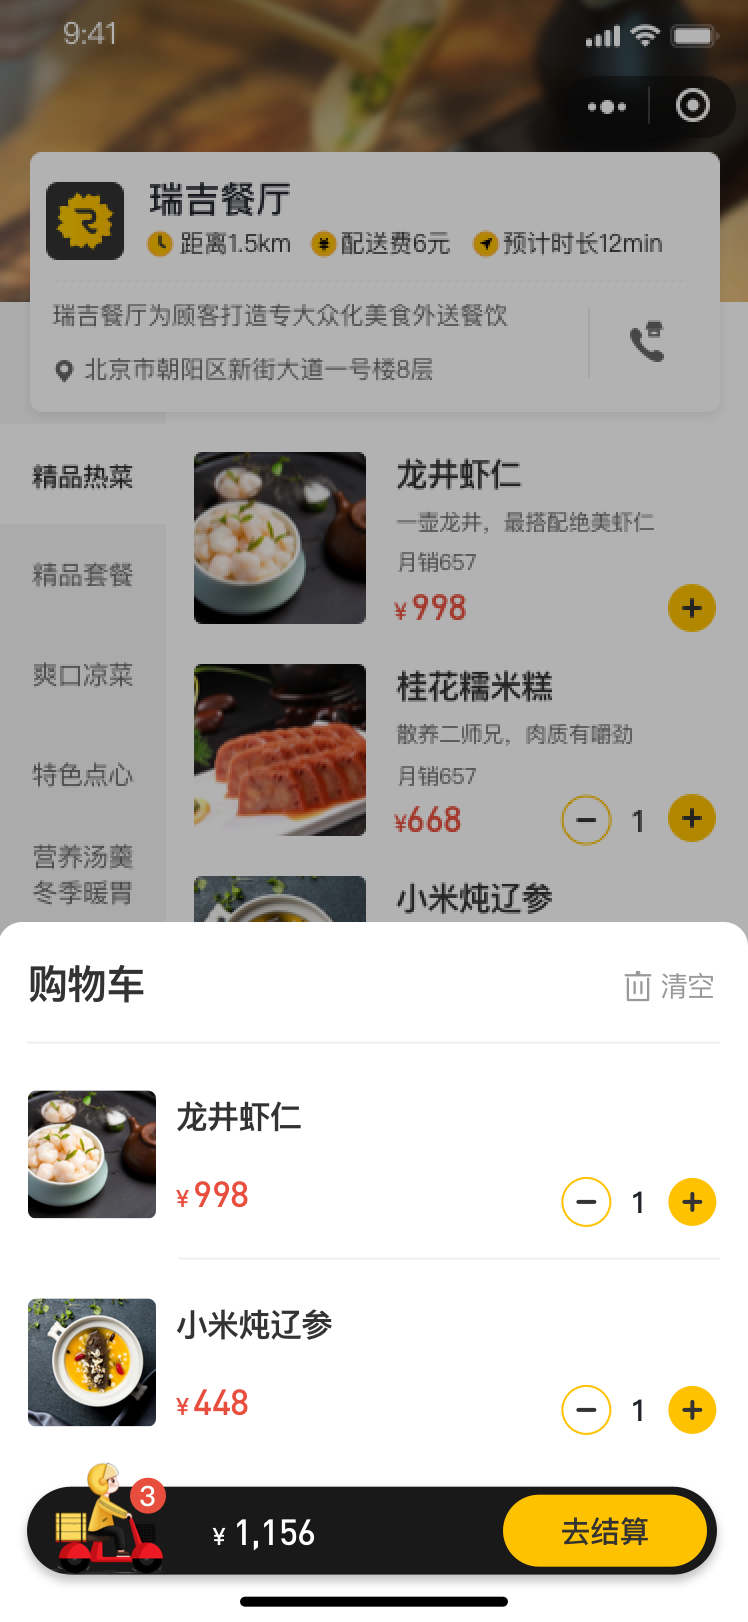 9:41
瑞吉餐厅
距离1.5km ¥配送费6元 预计时长12min
瑞吉餐厅为顾客打造专大众化美食外送餐饮
北京市朝阳区新街大道一号楼8层
精品热菜
精品套餐
爽口凉菜
特色点心
营养汤羹
冬季暖胃
龙井虾仁
一壶龙井，最搭配绝美虾仁
月销657
¥998
桂花糯米糕
散养二师兄，肉质有嚼劲
月销657
¥668
1
小米炖辽参
购物车
清空
龙井虾仁
¥998
1
小米炖辽参
¥448
1
3
¥1,156
去结算